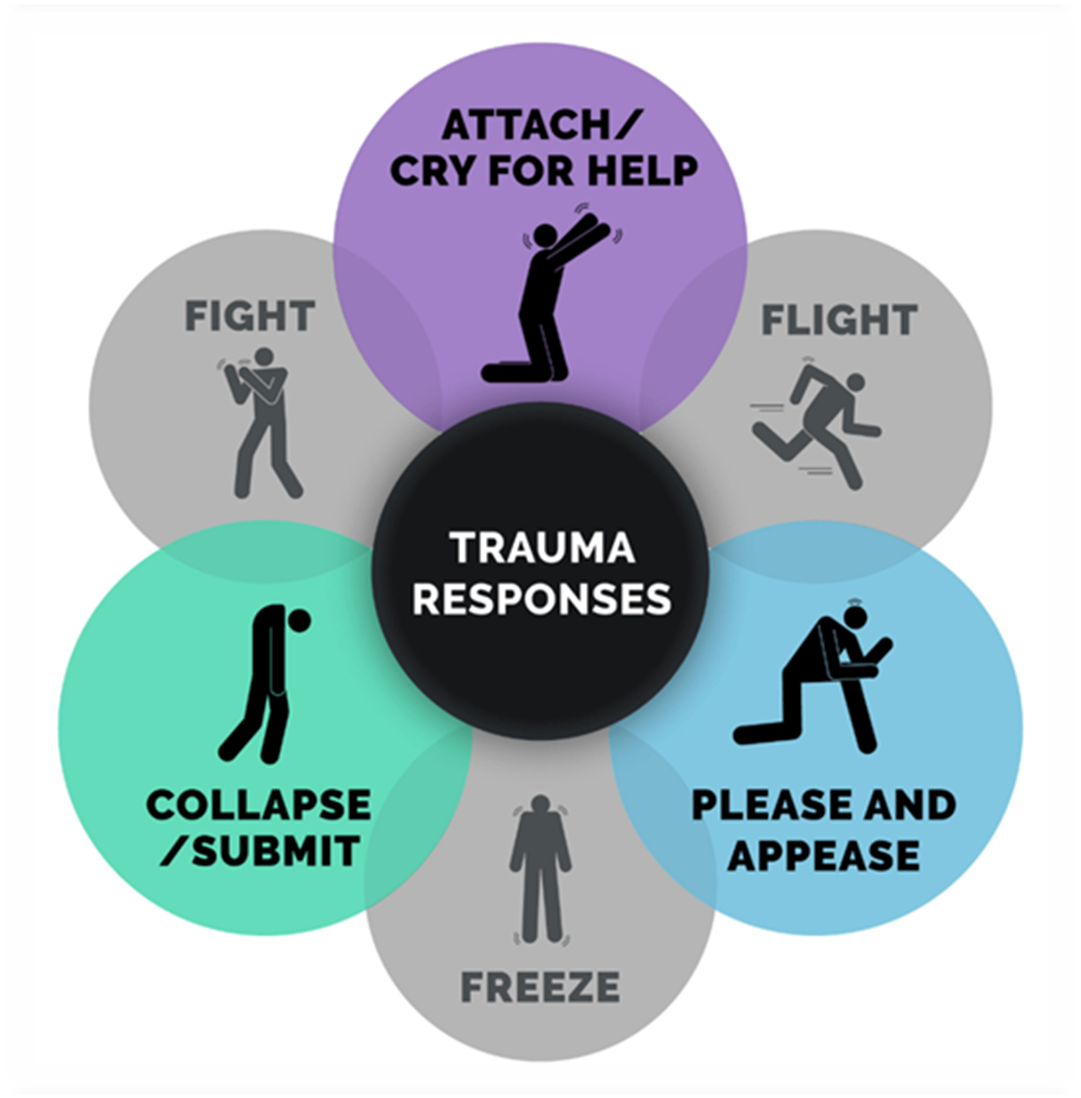 ATTACH/
CRY FOR HELP
FIGHT
FLIGHT
TRAUMA
RESPONSES
COLLAPSE
/SUBMIT
PLEASE AND
APPEASE
FREEZE